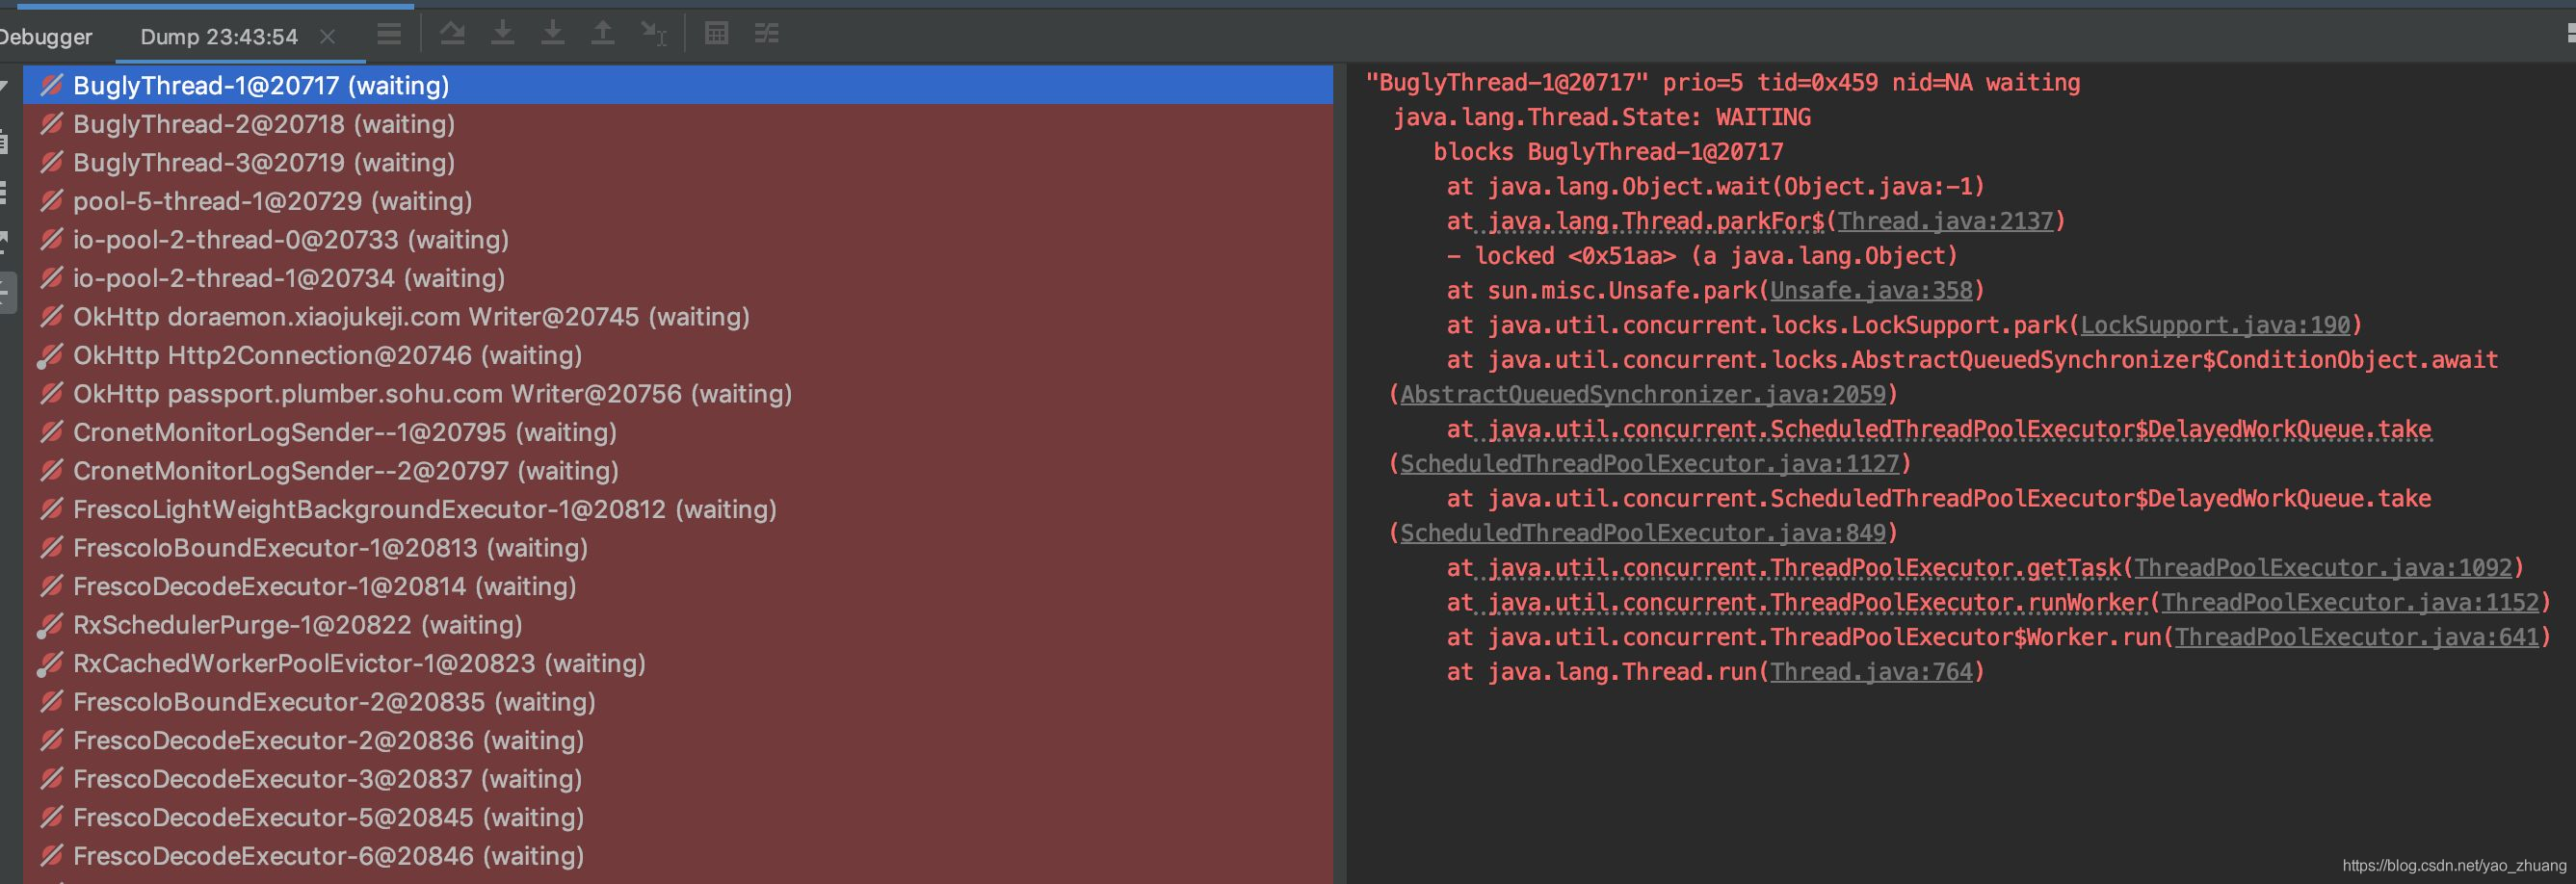 Debugger
Dump 23:43:54
BuglyThread-1@20717 (waiting)
BuglyThread-2@20718 (waiting)
BuglyThread-3@20719 (waiting)
pool-5-thread-1@20729 (waiting)
io-pool-2-thread-0@20733 (waiting)
io-pool-2-thread-1@20734 (waiting)
OkHttp doraemon.xiaojukeji.com Writer@20745 (waiting)
OkHttp Http2Connection@20746 (waiting)
OkHttp passport.plumber.sohu.com Writer@20756 (waiting)
CronetMonitorLogSender--1@20795 (waiting)
CronetMonitorLogSender--2@20797 (waiting)
FrescoLightWeightBackgroundExecutor-1@20812 (waiting)
FrescoIoBoundExecutor-1@20813 (waiting)
FrescoDecodeExecutor-1@20814 (waiting)
RxSchedulerPurge-1@20822 (waiting)
RxCachedWorkerPoolEvictor-1@20823 (waiting)
FrescoIoBoundExecutor-2@20835 (waiting)
FrescoDecodeExecutor-2@20836 (waiting)
FrescoDecodeExecutor-3@20837 (waiting)
FrescoDecodeExecutor-5@20845 (waiting)
FrescoDecodeExecutor-6@20846 (waiting)
"BuglyThread-1@20717" prio=5 tid=0x459 nid=NA waiting
java.lang.Thread.State: WAITING
blocks BuglyThread-1@20717
at java.lang.Object.wait(Object.java:-1)
at java.lang.Thread.parkFor$(Thread.java:2137)
- locked <0x51aa> (a java.lang.Object)
at sun.misc.Unsafe.park(Unsafe.java:358)
at java.util.concurrent.locks.LockSupport.park(LockSupport.java:190)
at java.util.concurrent.locks.AbstractQueuedSynchronizer$ConditionObject.await
(AbstractQueuedSynchronizer.java:2059)
at java.util.concurrent.ScheduledThreadPoolExecutor$DelayedWorkQueue.take
(ScheduledThreadPoolExecutor.java:1127)
at java.util.concurrent.ScheduledThreadPoolExecutor$DelayedWorkQueue.take
(ScheduledThreadPoolExecutor.java:849)
at java.util.concurrent.ThreadPoolExecutor.getTask(ThreadPoolExecutor.java:1092)
at java.util.concurrent.ThreadPoolExecutor.runWorker(ThreadPoolExecutor.java:1152)
at java.util.concurrent.ThreadPoolExecutor$Worker.run(ThreadPoolExecutor.java:641)
at java.lang.Thread.run(Thread.java:764)
https://blog.csdn.net/yao_zhuang